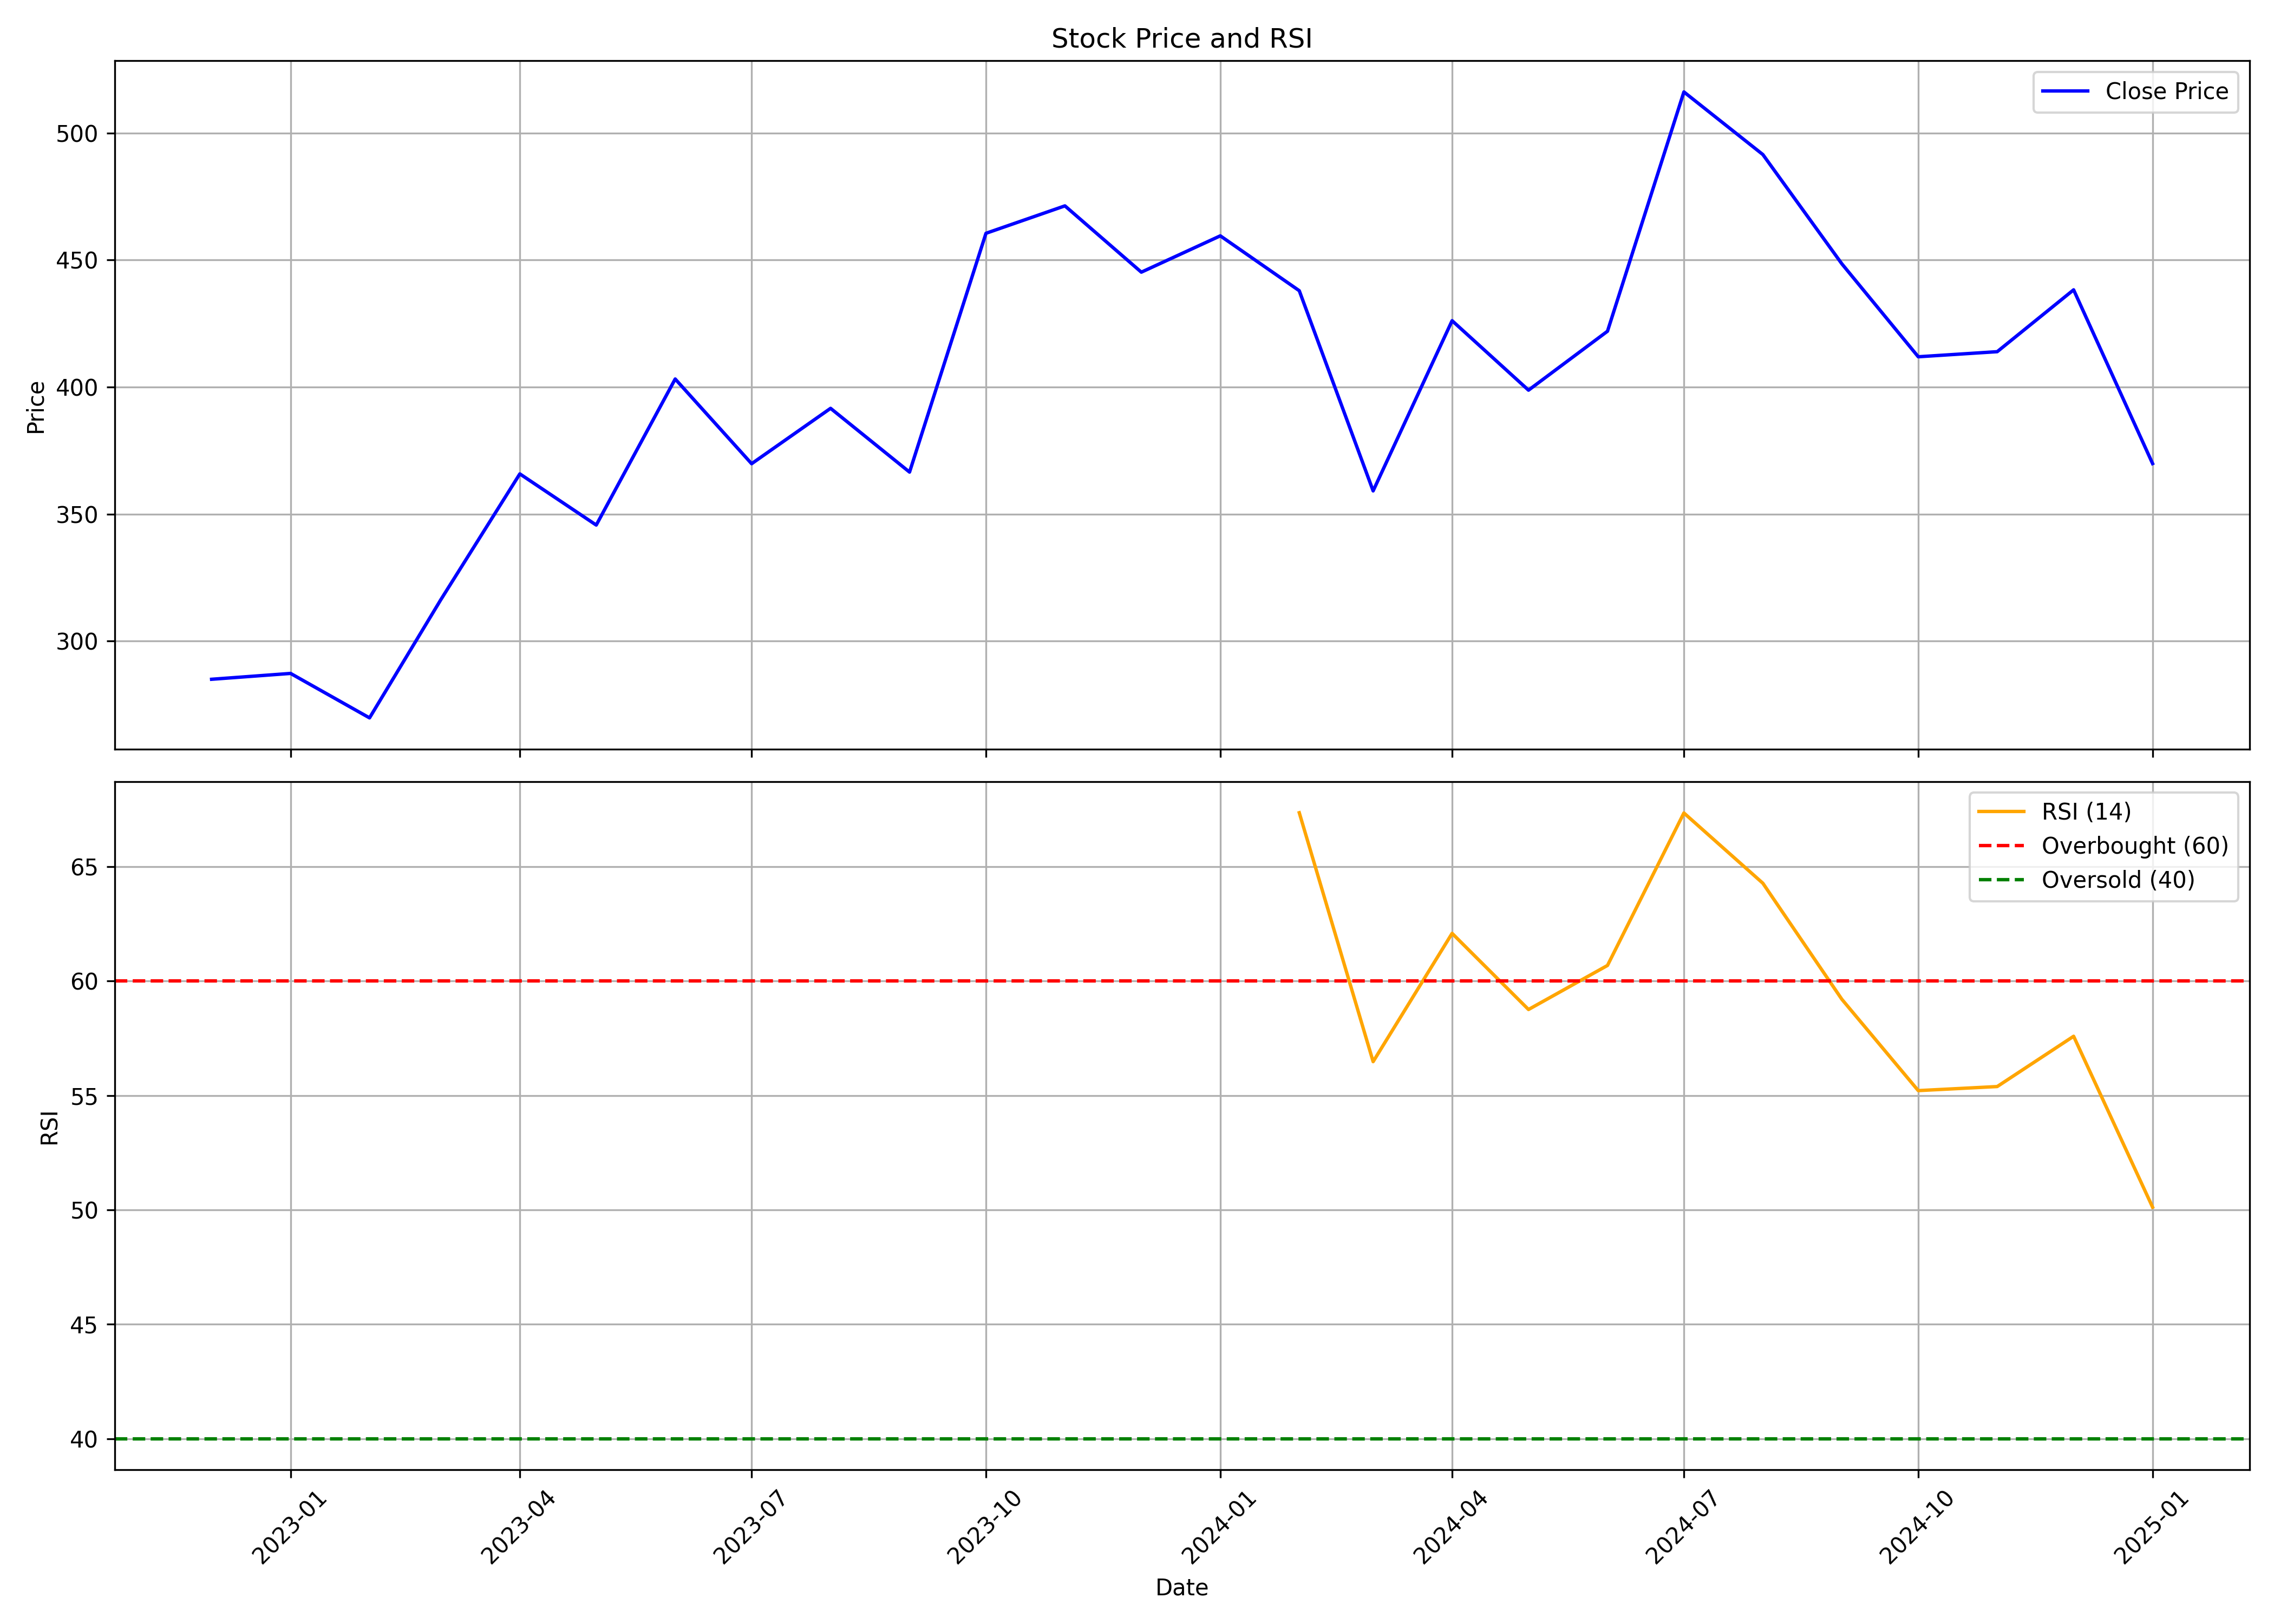 Stock Price and RSI
Close Price
500
450
400
350
300
Price
RSI (14)
Overbought (60)
Oversold (40)
65
60
55
50
45
40
RSI
2023-01
2023-04
2023-07
2023-10
2024-01
2024-04
2024-07
2024-10
2025-01
Date